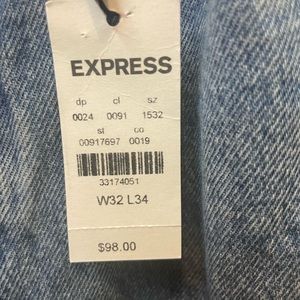 EXPRESS
dp cl sz
0024 0091 1532
st co
00917697 0019
33174051
W32 L34
$98.00